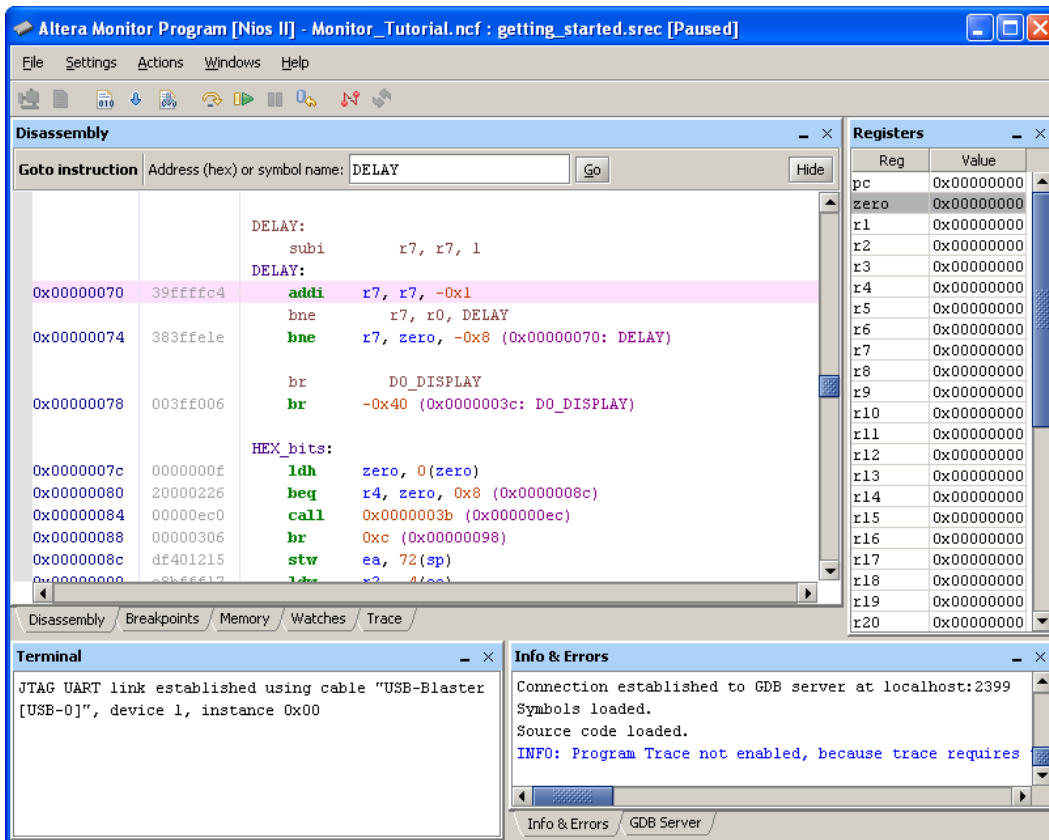 Altera Monitor Program [Nios II] - Monitor_Tutorial.ncf : getting_started.srec [Paused]
File Settings Actions Windows Help
Disassembly
Goto instruction Address (hex) or symbol name: DELAY Go Hide
DELAY:
subi r7, r7, 1
DELAY:
0x00000070 39ffffc4 addi r7, r7, -0x1
bne r7, r0, DELAY
0x00000074 383ffe1e bne r7, zero, -0x8 (0x00000070: DELAY)
br DO_DISPLAY
0x00000078 003ff006 br -0x40 (0x0000003c: DO_DISPLAY)
HEX_bits:
0x0000007c 0000000f ldh zero, 0(zero)
0x00000080 20000226 beq r4, zero, 0x8 (0x0000008c)
0x00000084 00000ec0 call 0x0000003b (0x000000ec)
0x00000088 00000306 br 0xc (0x00000098)
0x0000008c df401215 stw ea, 72(sp)
Disassembly Breakpoints Memory Watches Trace
Registers
Reg Value
pc 0x00000000
zero 0x00000000
r1 0x00000000
r2 0x00000000
r3 0x00000000
r4 0x00000000
r5 0x00000000
r6 0x00000000
r7 0x00000000
r8 0x00000000
r9 0x00000000
r10 0x00000000
r11 0x00000000
r12 0x00000000
r13 0x00000000
r14 0x00000000
r15 0x00000000
r16 0x00000000
r17 0x00000000
r18 0x00000000
r19 0x00000000
r20 0x00000000
Terminal
JTAG UART link established using cable "USB-Blaster
[USB-0]", device 1, instance 0x00
Info & Errors
Connection established to GDB server at localhost:2399
Symbols loaded.
Source code loaded.
INFO: Program Trace not enabled, because trace requires
Info & Errors GDB Server